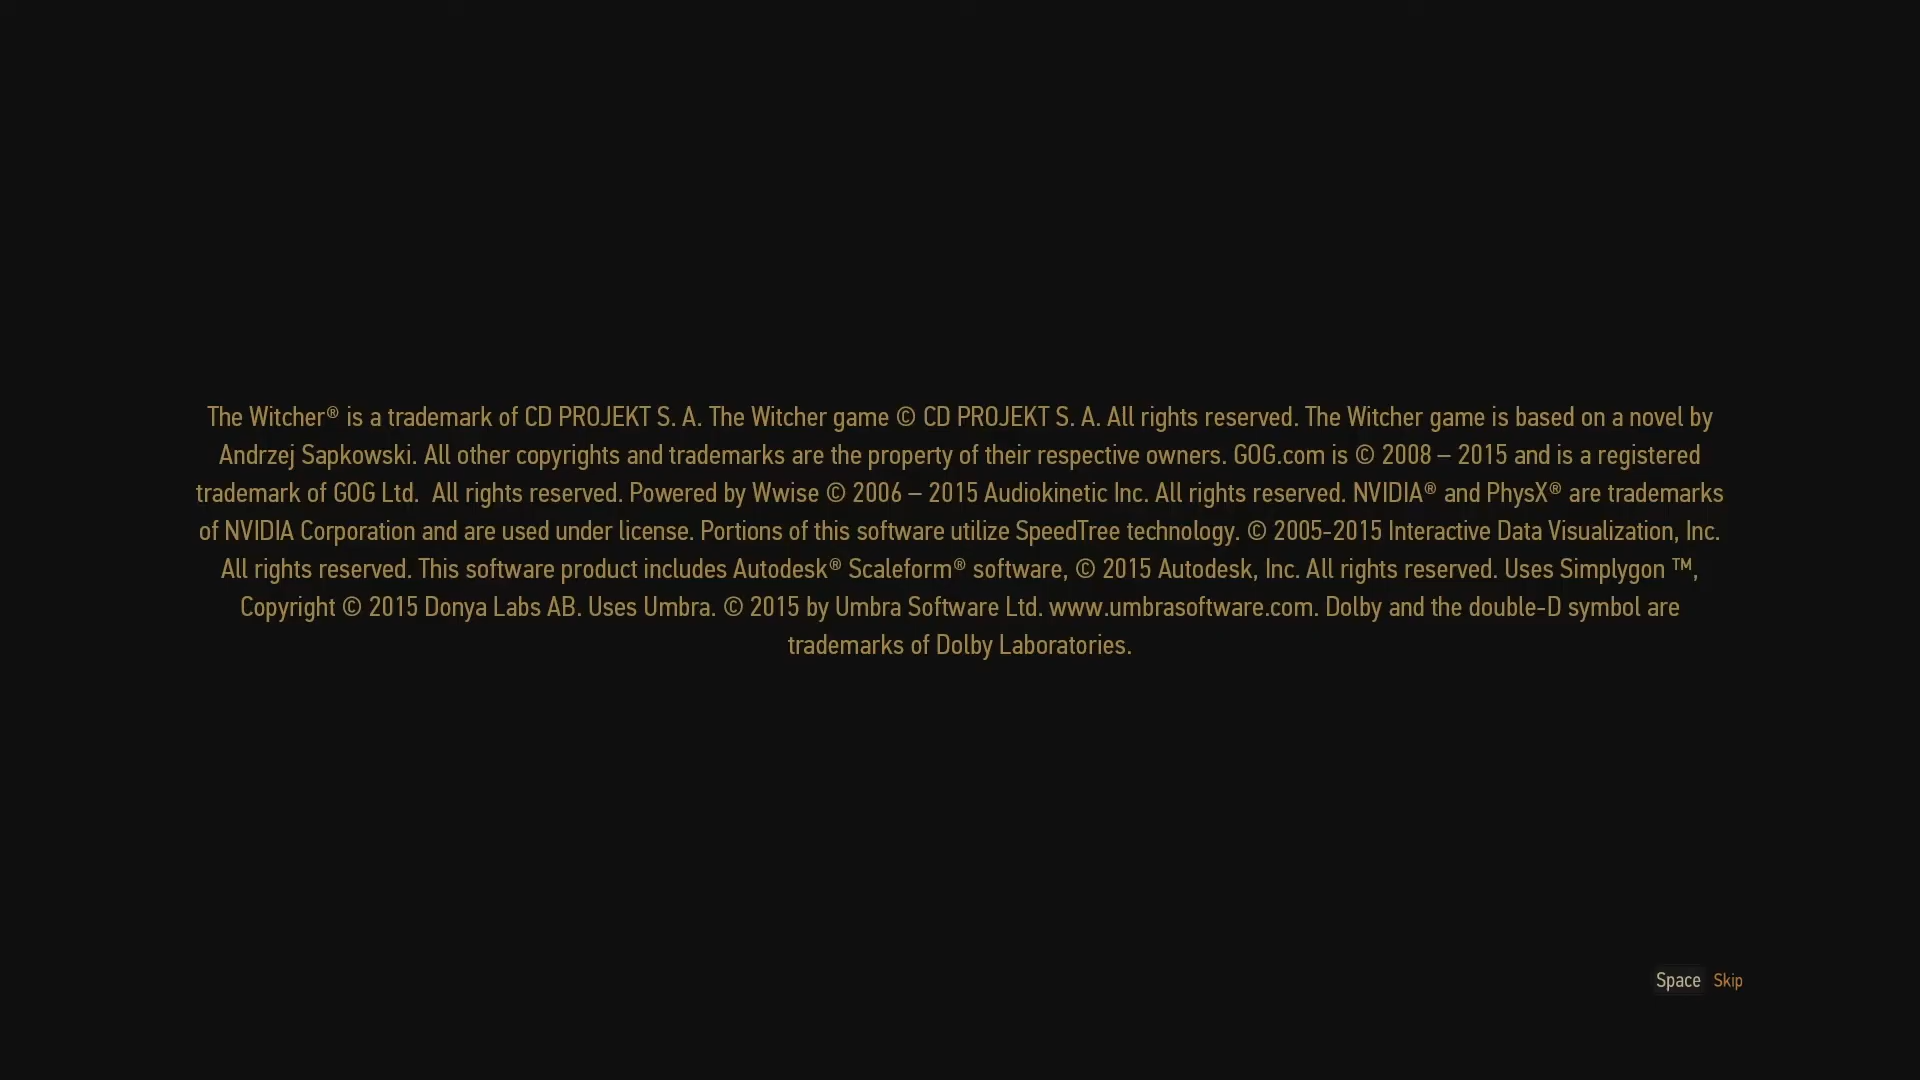 The Witcher® is a trademark of CD PROJEKT S. A. The Witcher game © CD PROJEKT S. A. All rights reserved. The Witcher game is based on a novel by
Andrzej Sapkowski. All other copyrights and trademarks are the property of their respective owners. GOG.com is © 2008 – 2015 and is a registered
trademark of GOG Ltd.  All rights reserved. Powered by Wwise © 2006 – 2015 Audiokinetic Inc. All rights reserved. NVIDIA® and PhysX® are trademarks
of NVIDIA Corporation and are used under license. Portions of this software utilize SpeedTree technology. © 2005-2015 Interactive Data Visualization, Inc.
All rights reserved. This software product includes Autodesk® Scaleform® software, © 2015 Autodesk, Inc. All rights reserved. Uses Simplygon ™,
Copyright © 2015 Donya Labs AB. Uses Umbra. © 2015 by Umbra Software Ltd. www.umbrasoftware.com. Dolby and the double-D symbol are
trademarks of Dolby Laboratories.
Space Skip